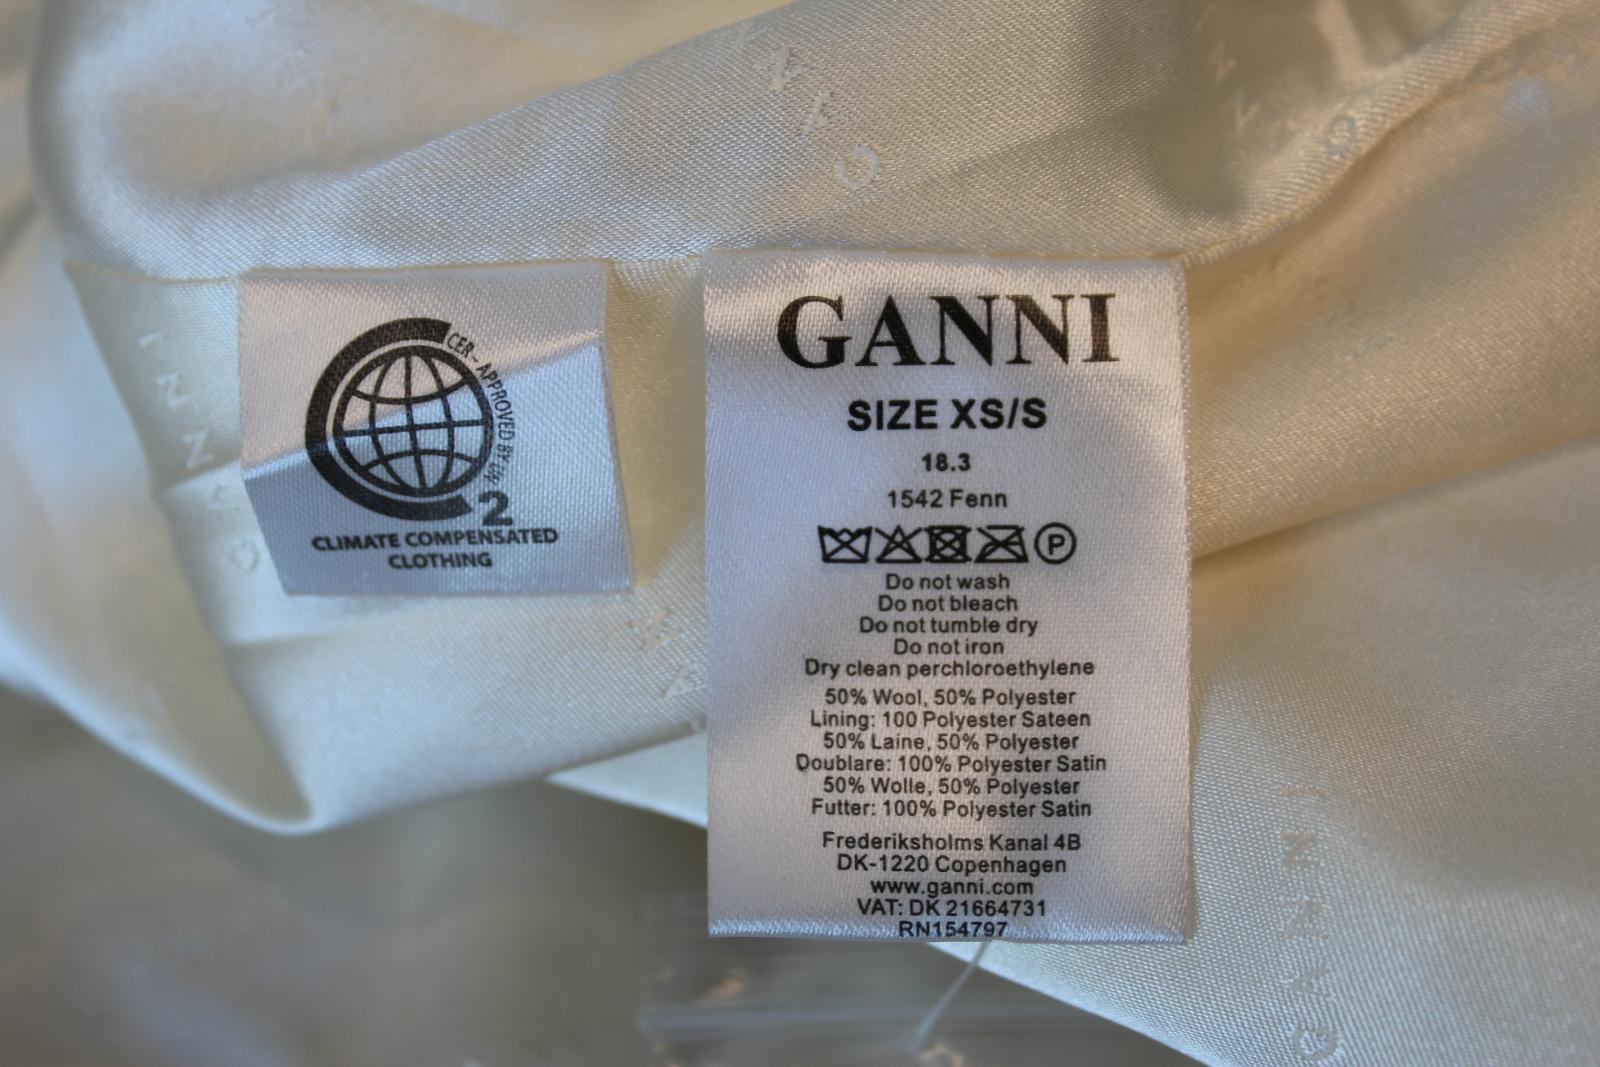 CER - APPROVED BY UN
2
CLIMATE COMPENSATED
CLOTHING
GANNI
SIZE XS/S
18.3
1542 Fenn
P
Do not wash
Do not bleach
Do not tumble dry
Do not iron
Dry clean perchloroethylene
50% Wool, 50% Polyester
Lining: 100 Polyester Sateen
50% Laine, 50% Polyester
Doublare: 100% Polyester Satin
50% Wolle, 50% Polyester
Futter: 100% Polyester Satin
Frederiksholms Kanal 4B
DK-1220 Copenhagen
www.ganni.com
VAT: DK 21664731
RN154797